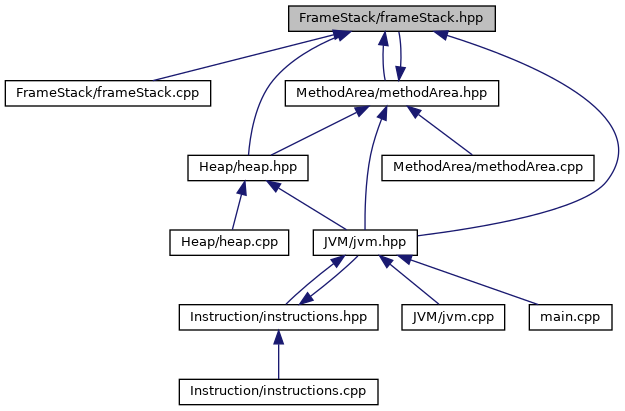 FrameStack/frameStack.hpp
FrameStack/frameStack.cpp
MethodArea/methodArea.hpp
Heap/heap.hpp
MethodArea/methodArea.cpp
Heap/heap.cpp
JVM/jvm.hpp
Instruction/instructions.hpp
JVM/jvm.cpp
main.cpp
Instruction/instructions.cpp